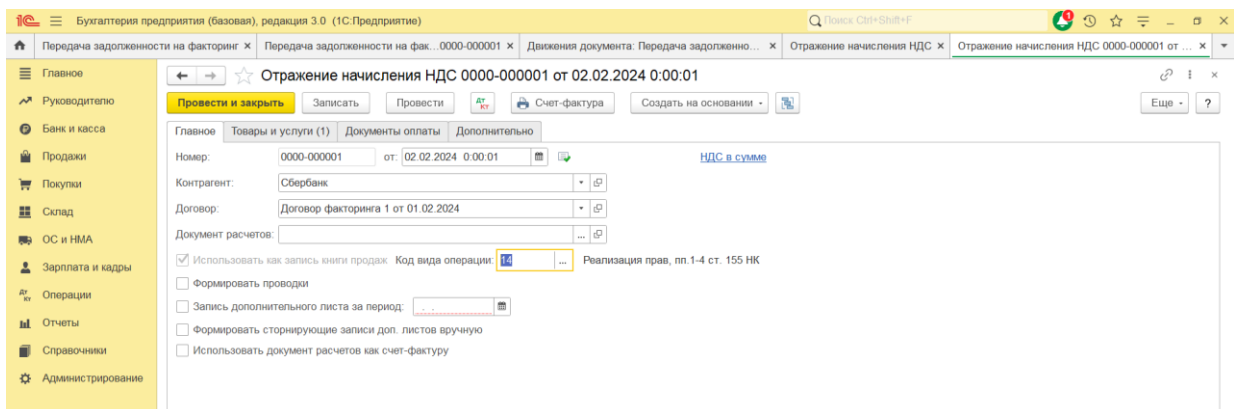 1С Бухгалтерия предприятия (базовая), редакция 3.0 (1С:Предприятие) Поиск Ctrl+Shift+F
Передача задолженности на факторинг × Передача задолженности на фак...0000-000001 × Движения документа: Передача задолженно... × Отражение начисления НДС × Отражение начисления НДС 0000-000001 от ... ×
Главное
Руководителю
Банк и касса
Продажи
Покупки
Склад
ОС и НМА
Зарплата и кадры
Операции
Отчеты
Справочники
Администрирование
Отражение начисления НДС 0000-000001 от 02.02.2024 0:00:01
Провести и закрыть Записать Провести Дт Кт Счет-фактура Создать на основании Еще ?
Главное Товары и услуги (1) Документы оплаты Дополнительно
Номер: 0000-000001 от: 02.02.2024 0:00:01 НДС в сумме
Контрагент: Сбербанк
Договор: Договор факторинга 1 от 01.02.2024
Документ расчетов: ...
Использовать как запись книги продаж Код вида операции: 14 ... Реализация прав, пп.1-4 ст. 155 НК
Формировать проводки
Запись дополнительного листа за период: . .
Формировать сторнирующие записи доп. листов вручную
Использовать документ расчетов как счет-фактуру